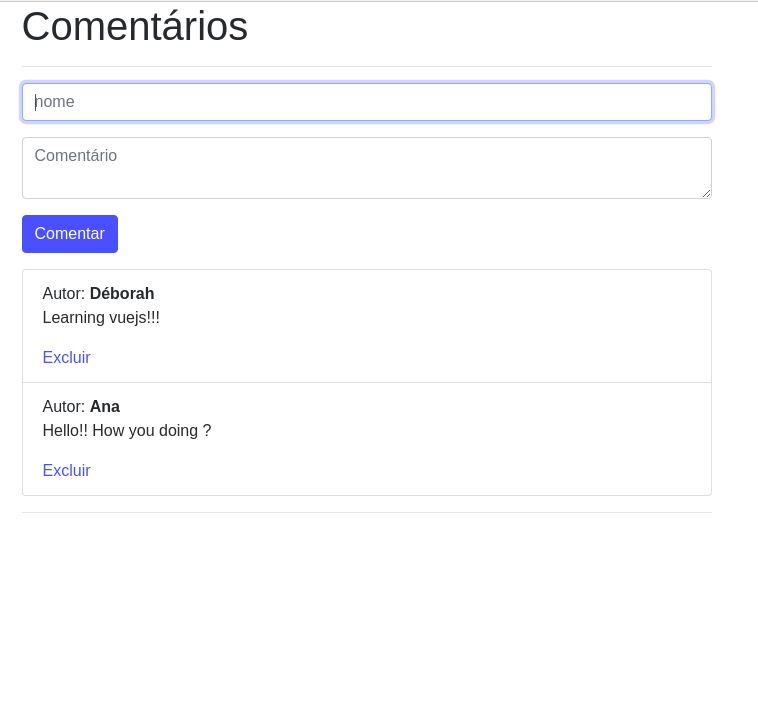 Comentários
nome
Comentário
Comentar
Autor: Déborah
Learning vuejs!!!
Excluir
Autor: Ana
Hello!! How you doing ?
Excluir